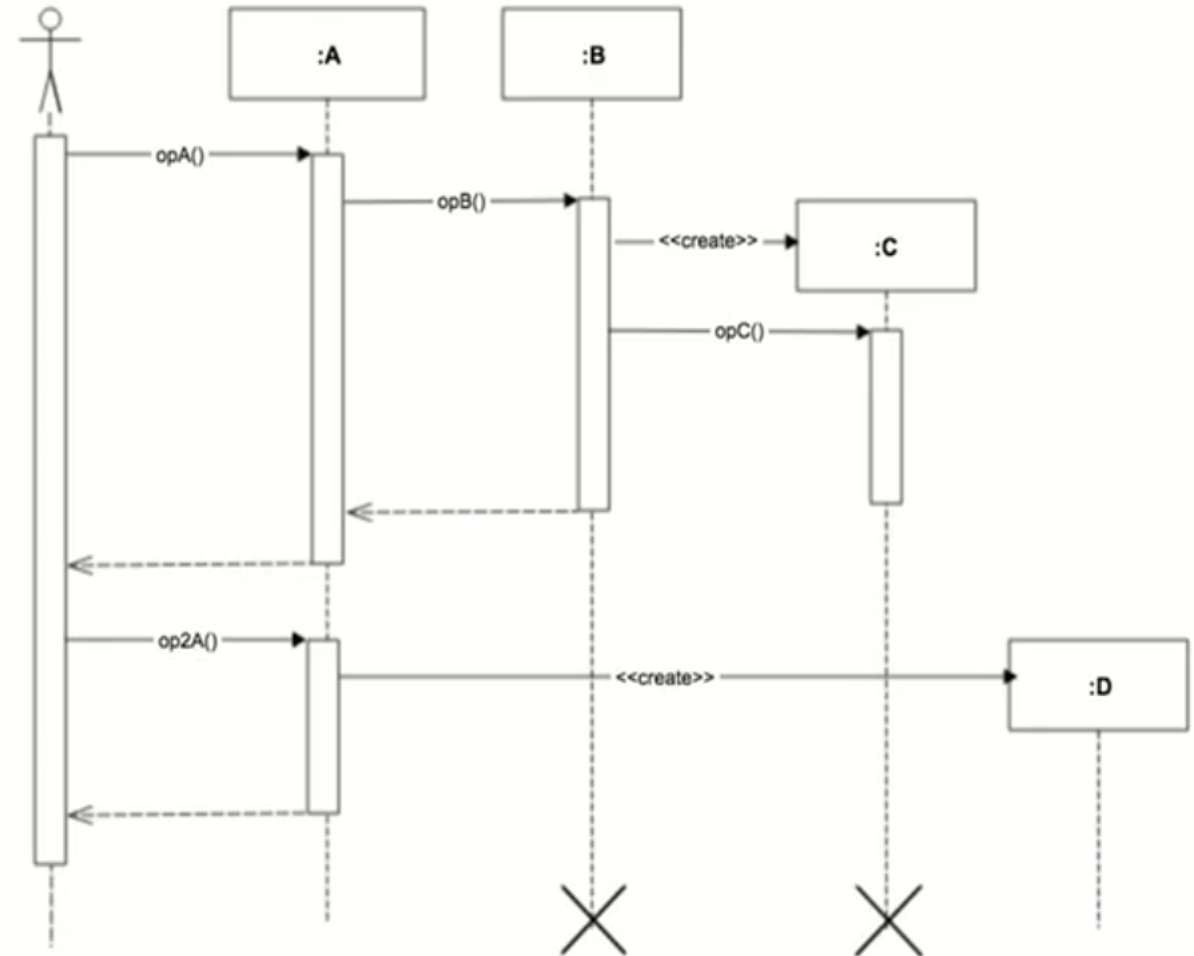 :A
:B
opA()
opB()
<<create>>
:C
opC()
op2A()
<<create>>
:D